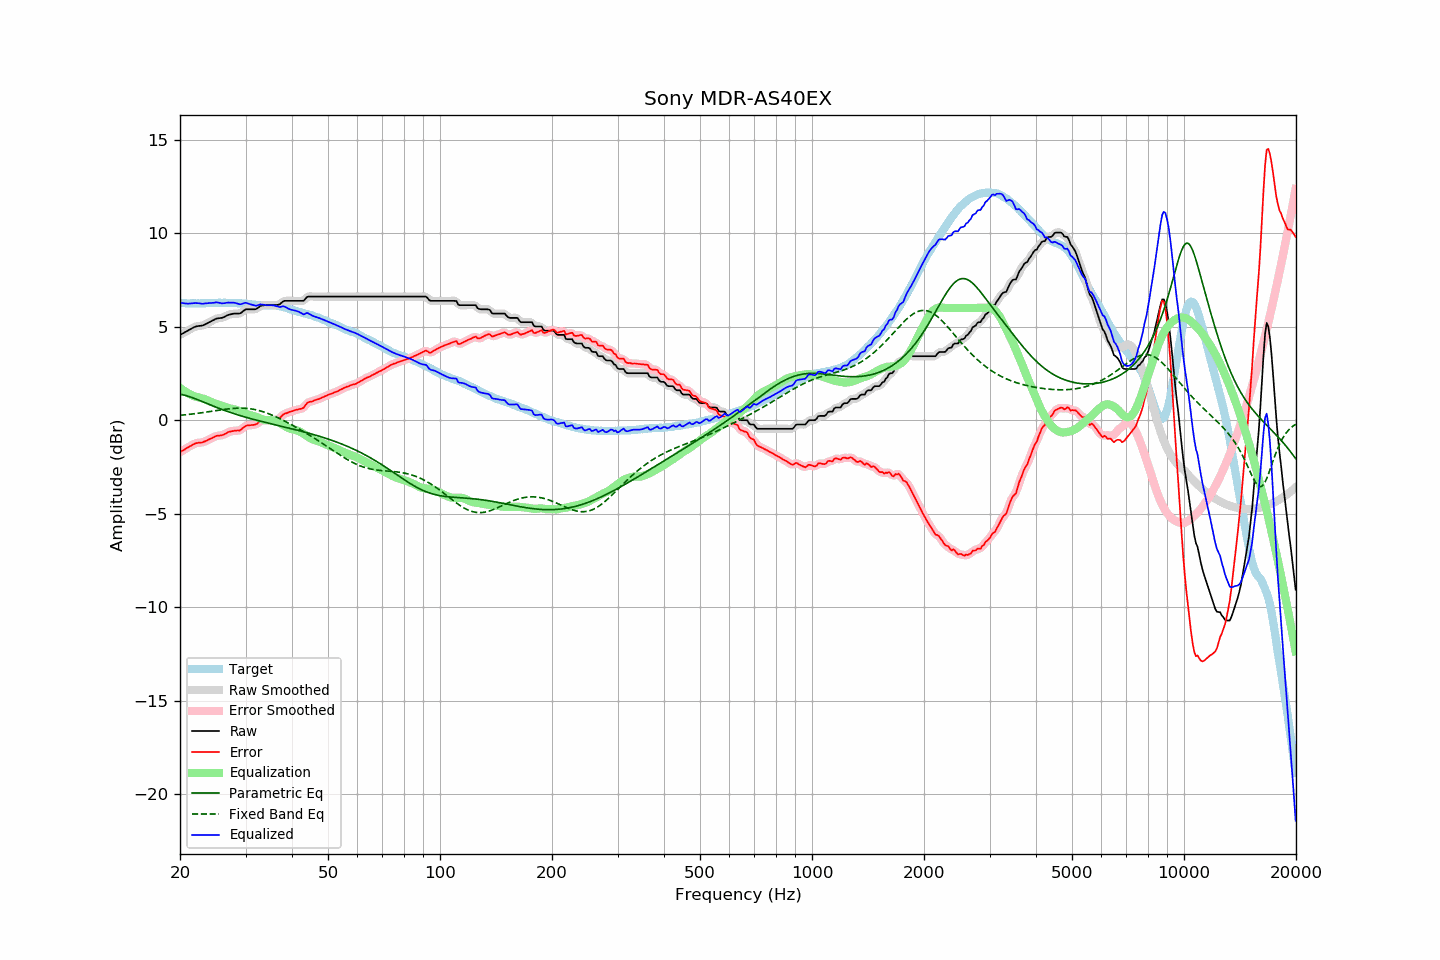 Sony MDR-AS40EX
Amplitude (dBr)
15
10
5
0
−5
−10
−15
−20
Target
Raw Smoothed
Error Smoothed
Raw
Error
Equalization
Parametric Eq
Fixed Band Eq
Equalized
20 50 100 200 500 1000 2000 5000 10000 20000
Frequency (Hz)